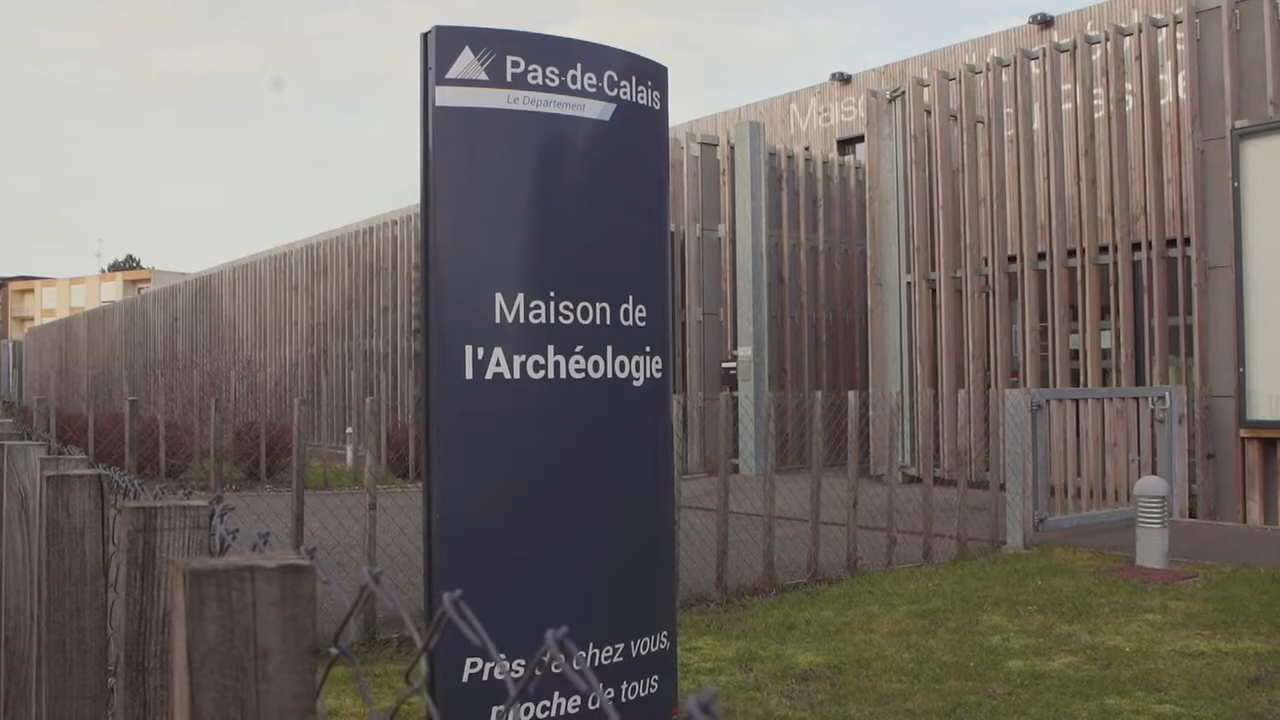 Pas-de-Calais
Le Département
Maison de
l'Archéologie
Près de chez vous,
proche de tous